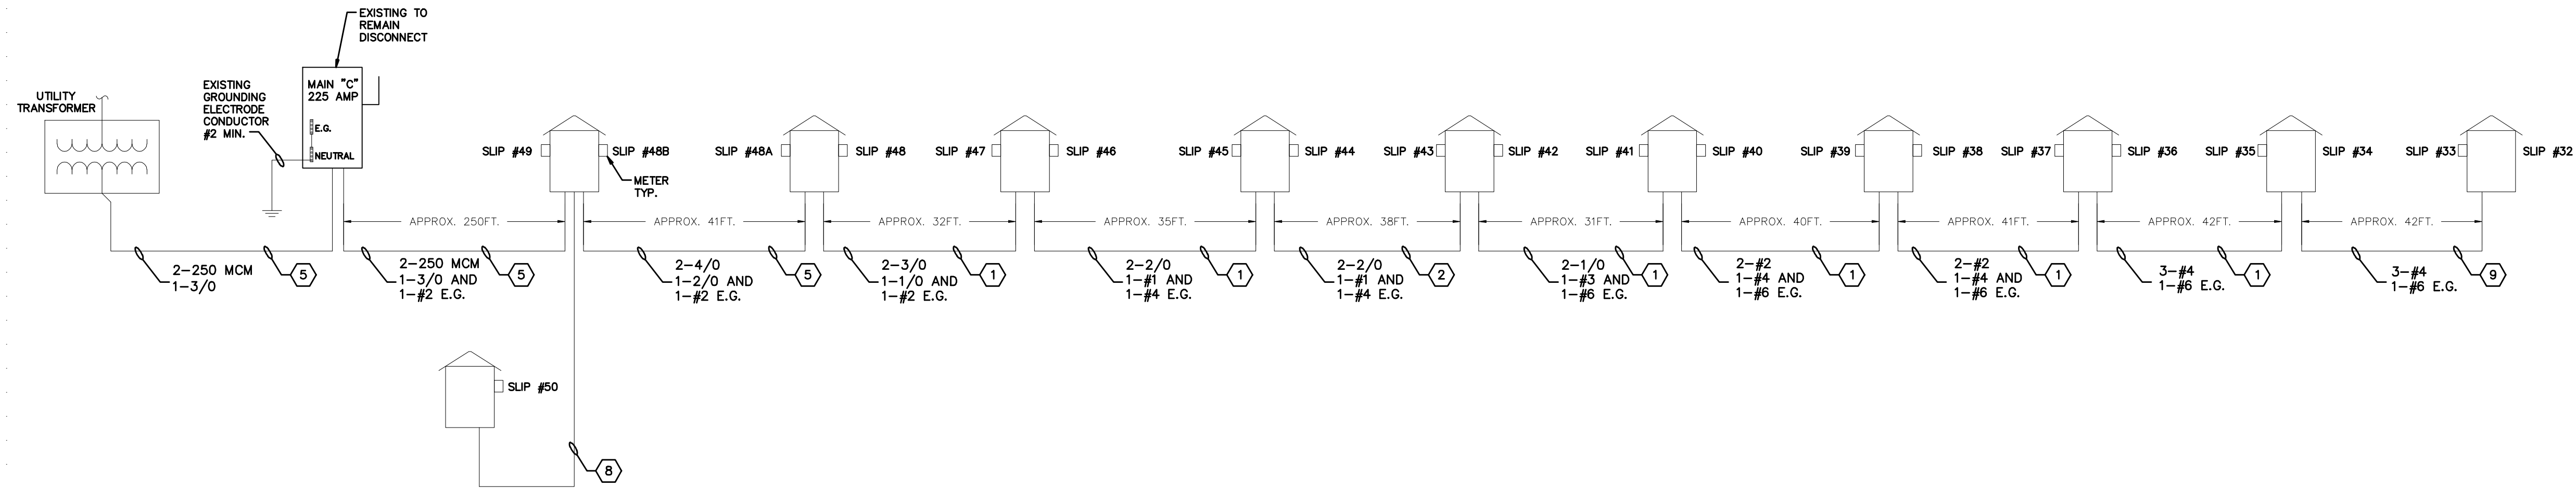 EXISTING TO
REMAIN
DISCONNECT
UTILITY
TRANSFORMER
EXISTING
GROUNDING
ELECTRODE
CONDUCTOR
#2 MIN.
MAIN "C"
225 AMP
E.G.
NEUTRAL
SLIP #49
SLIP #48B
METER
TYP.
SLIP #48A
SLIP #48
SLIP #47
SLIP #46
SLIP #45
SLIP #44
SLIP #43
SLIP #42
SLIP #41
SLIP #40
SLIP #39
SLIP #38
SLIP #37
SLIP #36
SLIP #35
SLIP #34
SLIP #33
SLIP #32
APPROX. 250FT.
APPROX. 41FT.
APPROX. 32FT.
APPROX. 35FT.
APPROX. 38FT.
APPROX. 31FT.
APPROX. 40FT.
APPROX. 41FT.
APPROX. 42FT.
APPROX. 42FT.
2-250 MCM
1-3/0
5
2-250 MCM
1-3/0 AND
1-#2 E.G.
5
2-4/0
1-2/0 AND
1-#2 E.G.
5
2-3/0
1-1/0 AND
1-#2 E.G.
1
2-2/0
1-#1 AND
1-#4 E.G.
1
2-2/0
1-#1 AND
1-#4 E.G.
2
2-1/0
1-#3 AND
1-#6 E.G.
1
2-#2
1-#4 AND
1-#6 E.G.
1
2-#2
1-#4 AND
1-#6 E.G.
1
3-#4
1-#6 E.G.
1
3-#4
1-#6 E.G.
9
SLIP #50
8